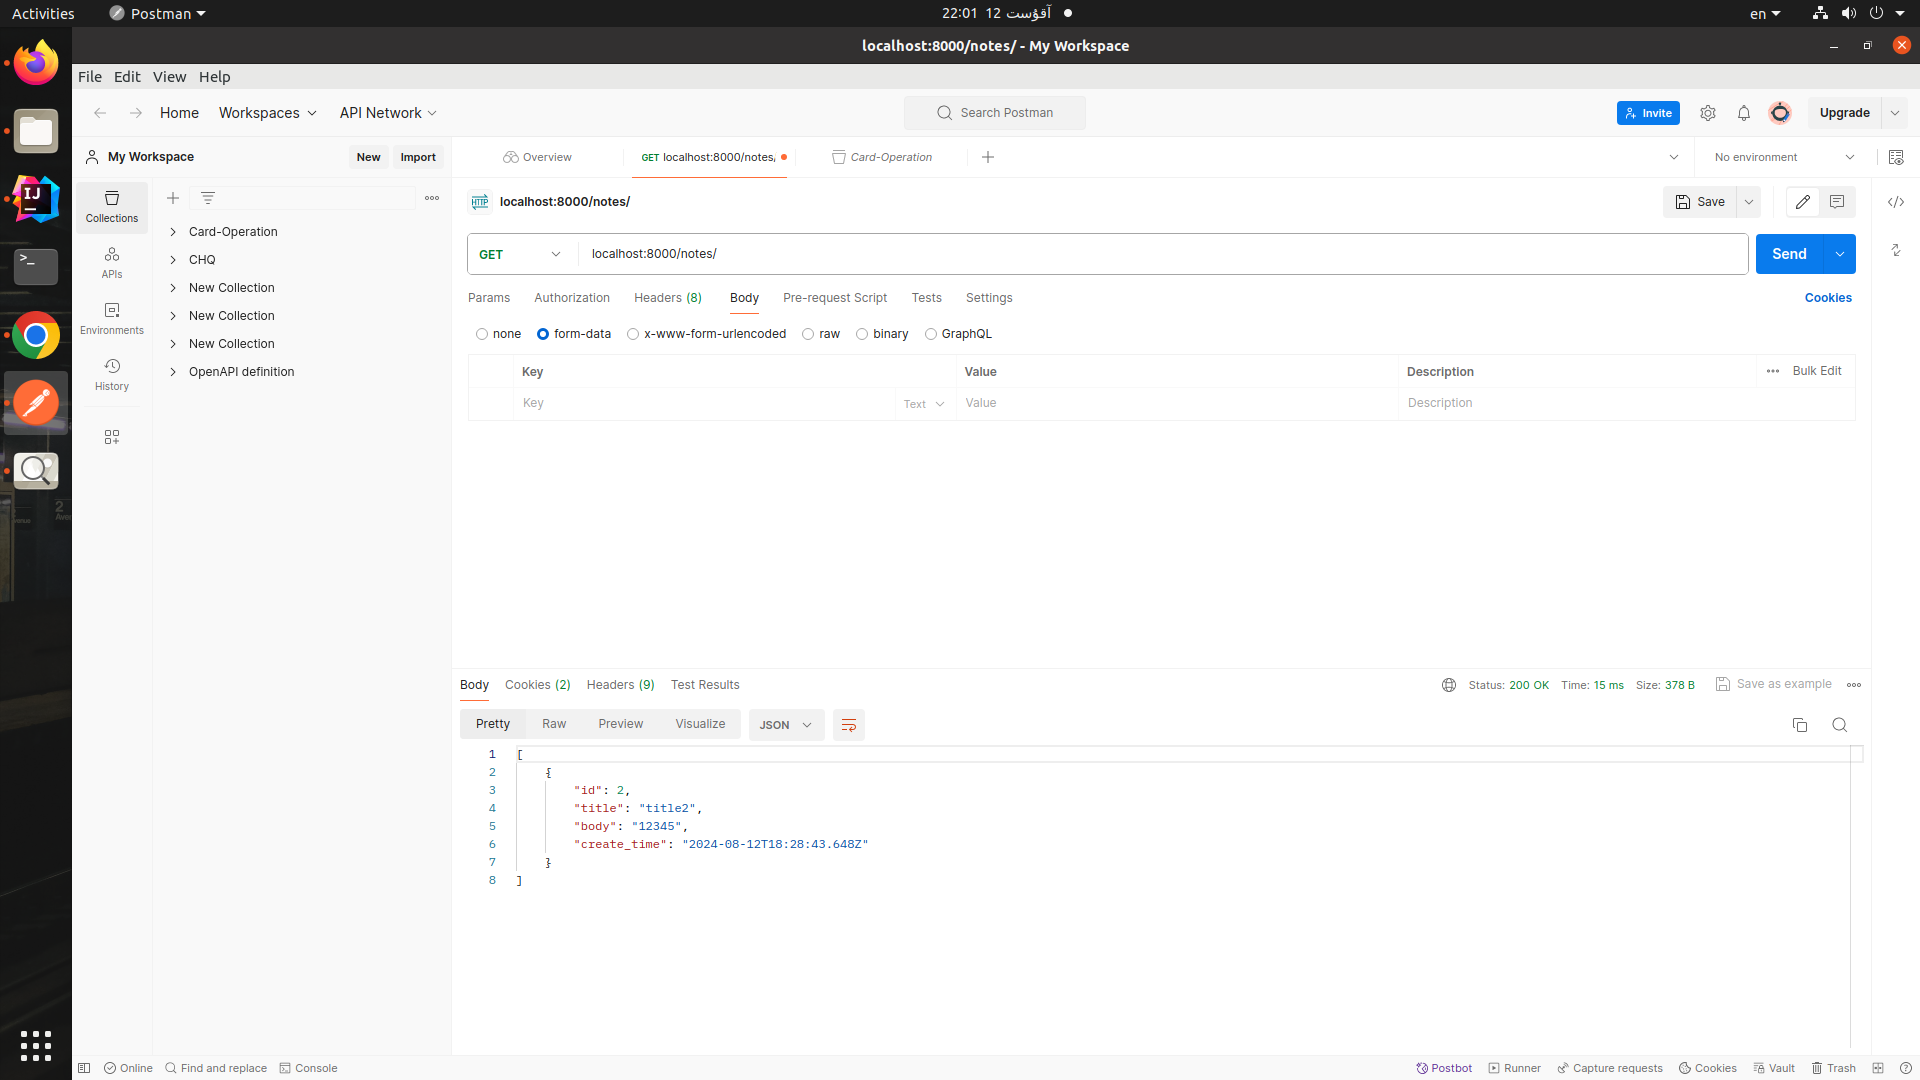 Activities
Postman
22:01 12 آقۇست
en
localhost:8000/notes/ - My Workspace
File Edit View Help
Home Workspaces API Network
Search Postman
Invite
Upgrade
My Workspace
New Import
Overview
GET localhost:8000/notes/
Card-Operation
No environment
Collections
APIs
Environments
History
Card-Operation
CHQ
New Collection
New Collection
New Collection
OpenAPI definition
HTTP localhost:8000/notes/
Save
GET localhost:8000/notes/
Send
Params Authorization Headers (8) Body Pre-request Script Tests Settings
Cookies
none form-data x-www-form-urlencoded raw binary GraphQL
Key Value Description Bulk Edit
Key Text Value Description
Body Cookies (2) Headers (9) Test Results
Status: 200 OK Time: 15 ms Size: 378 B Save as example
Pretty Raw Preview Visualize JSON
1 [
2 {
3 "id": 2,
4 "title": "title2",
5 "body": "12345",
6 "create_time": "2024-08-12T18:28:43.648Z"
7 }
8 ]
Online Find and replace Console
Postbot Runner Capture requests Cookies Vault Trash